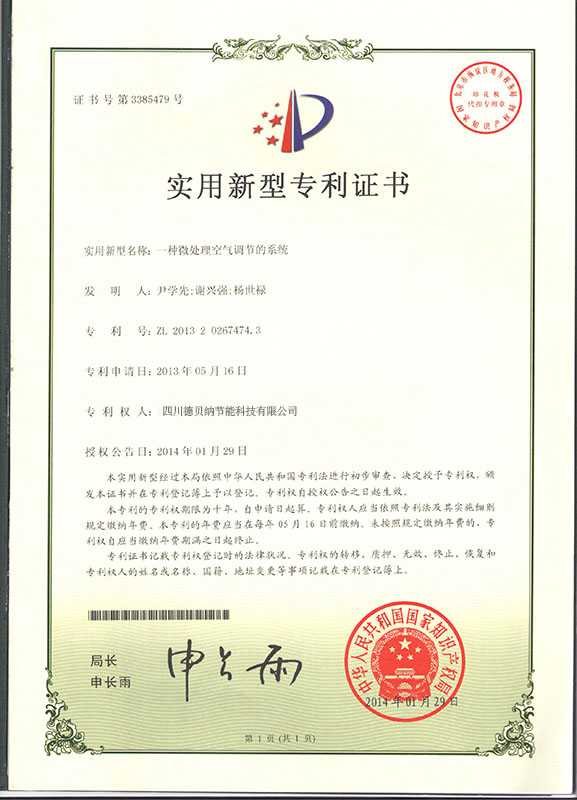 证书号第3385479号
印花税
代扣专用章
国家知识产权局
实用新型专利证书
实用新型名称：一种微处理空气调节的系统
发 明 人：尹学先;谢兴强;杨世禄
专 利 号：ZL 2013 2 0267474.3
专利申请日：2013年05月16日
专 利 权 人：四川德贝纳节能科技有限公司
授权公告日：2014年01月29日
本实用新型经过本局依照中华人民共和国专利法进行初步审查，决定授予专利权，颁
发本证书并在专利登记簿上予以登记。专利权自授权公告之日起生效。
本专利的专利权期限为十年，自申请日起算。专利权人应当依照专利法及其实施细则
规定缴纳年费。本专利的年费应当在每年05月16日前缴纳。未按照规定缴纳年费的，专
利权自应当缴纳年费期满之日起终止。
专利证书记载专利权登记时的法律状况。专利权的转移、质押、无效、终止、恢复和
专利权人的姓名或名称、国籍、地址变更等事项记载在专利登记簿上。
局长
申长雨
申长雨
中华人民共和国国家知识产权局
2014年01月29日
第1页(共1页)